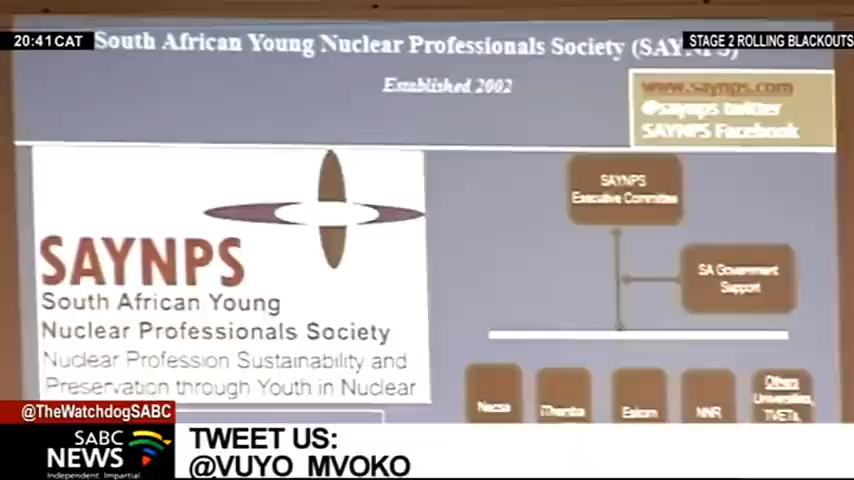 20:41 CAT
South African Young Nuclear Professionals Society (SAYNPS)
STAGE 2 ROLLING BLACKOUTS
Established 2002
www.saynps.com
@saynps twitter
SAYNPS Facebook
SAYNPS
Executive Committee
SA Government
Support
SAYNPS
South African Young
Nuclear Professionals Society
Nuclear Profession Sustainability and
Preservation through Youth in Nuclear
Necsa
iThemba
Eskom
NNR
Others
Universities,
TVETs,
@TheWatchdogSABC
SABC
NEWS
Independent. Impartial
TWEET US:
@VUYO_MVOKO